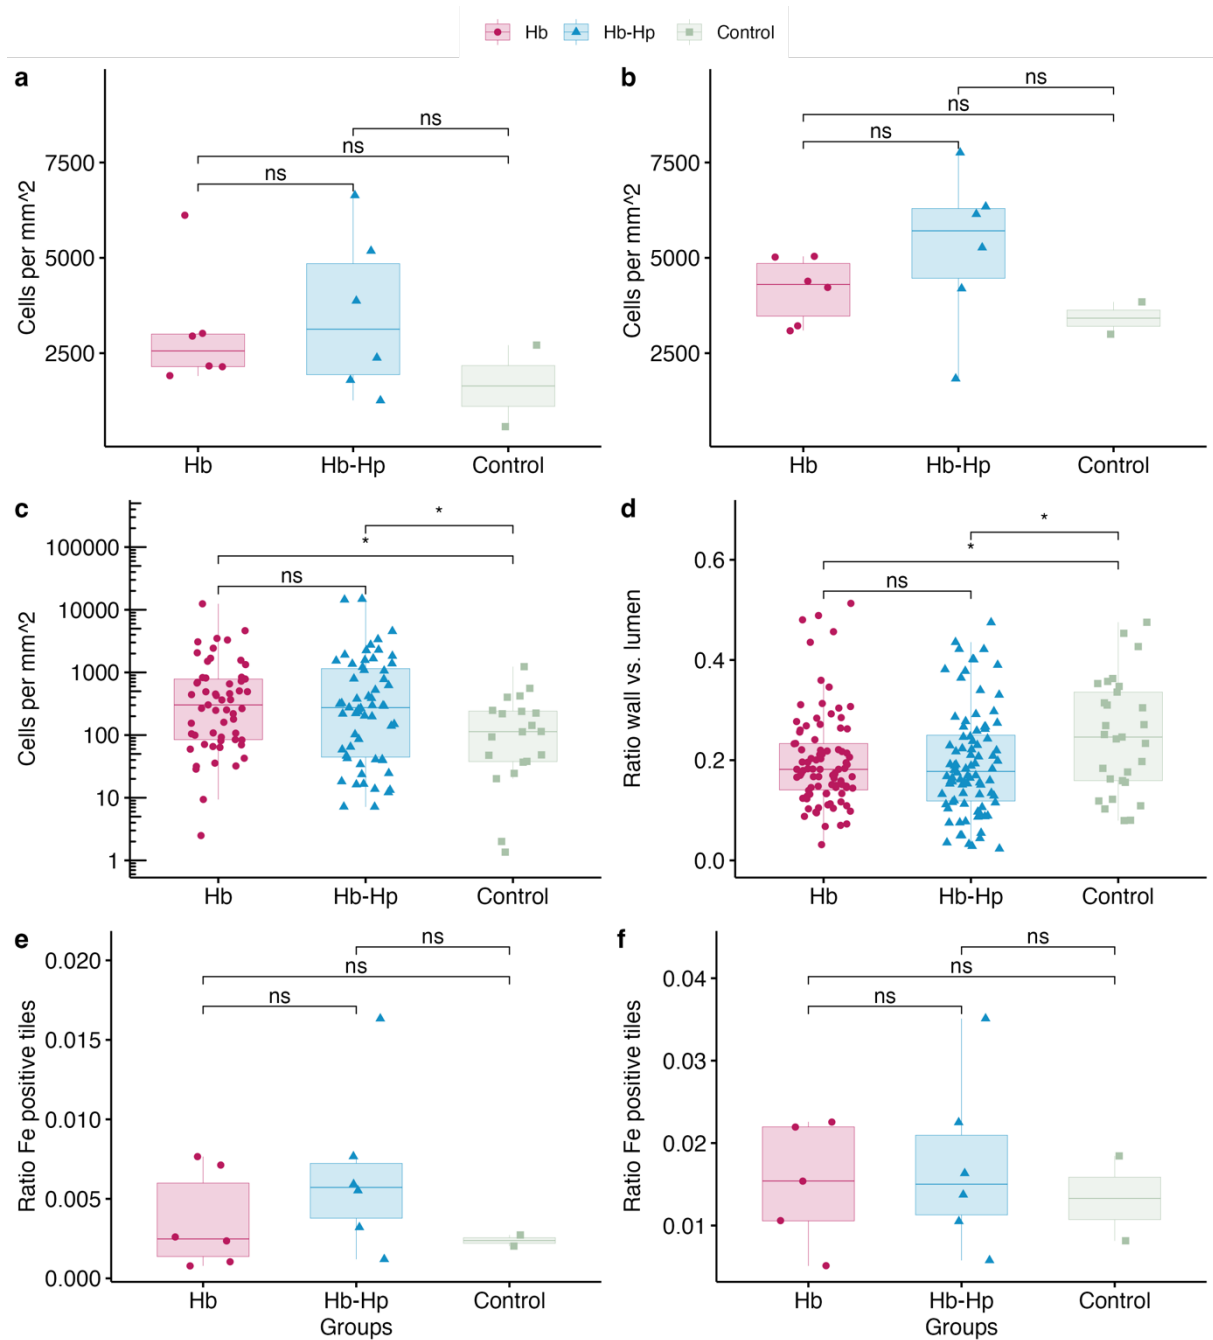 Hb Hb-Hp Control
a
ns
ns
ns
7500
5000
2500
Cells per mm^2
Hb Hb-Hp Control
b
ns
ns
ns
7500
5000
2500
Cells per mm^2
Hb Hb-Hp Control
c
*
*
ns
100000
10000
1000
100
10
1
Cells per mm^2
Hb Hb-Hp Control
d
*
*
ns
0.6
0.4
0.2
0.0
Ratio wall vs. lumen
Hb Hb-Hp Control
e
ns
ns
ns
0.020
0.015
0.010
0.005
0.000
Ratio Fe positive tiles
Hb Hb-Hp Control
Groups
f
ns
ns
ns
0.04
0.03
0.02
0.01
Ratio Fe positive tiles
Hb Hb-Hp Control
Groups